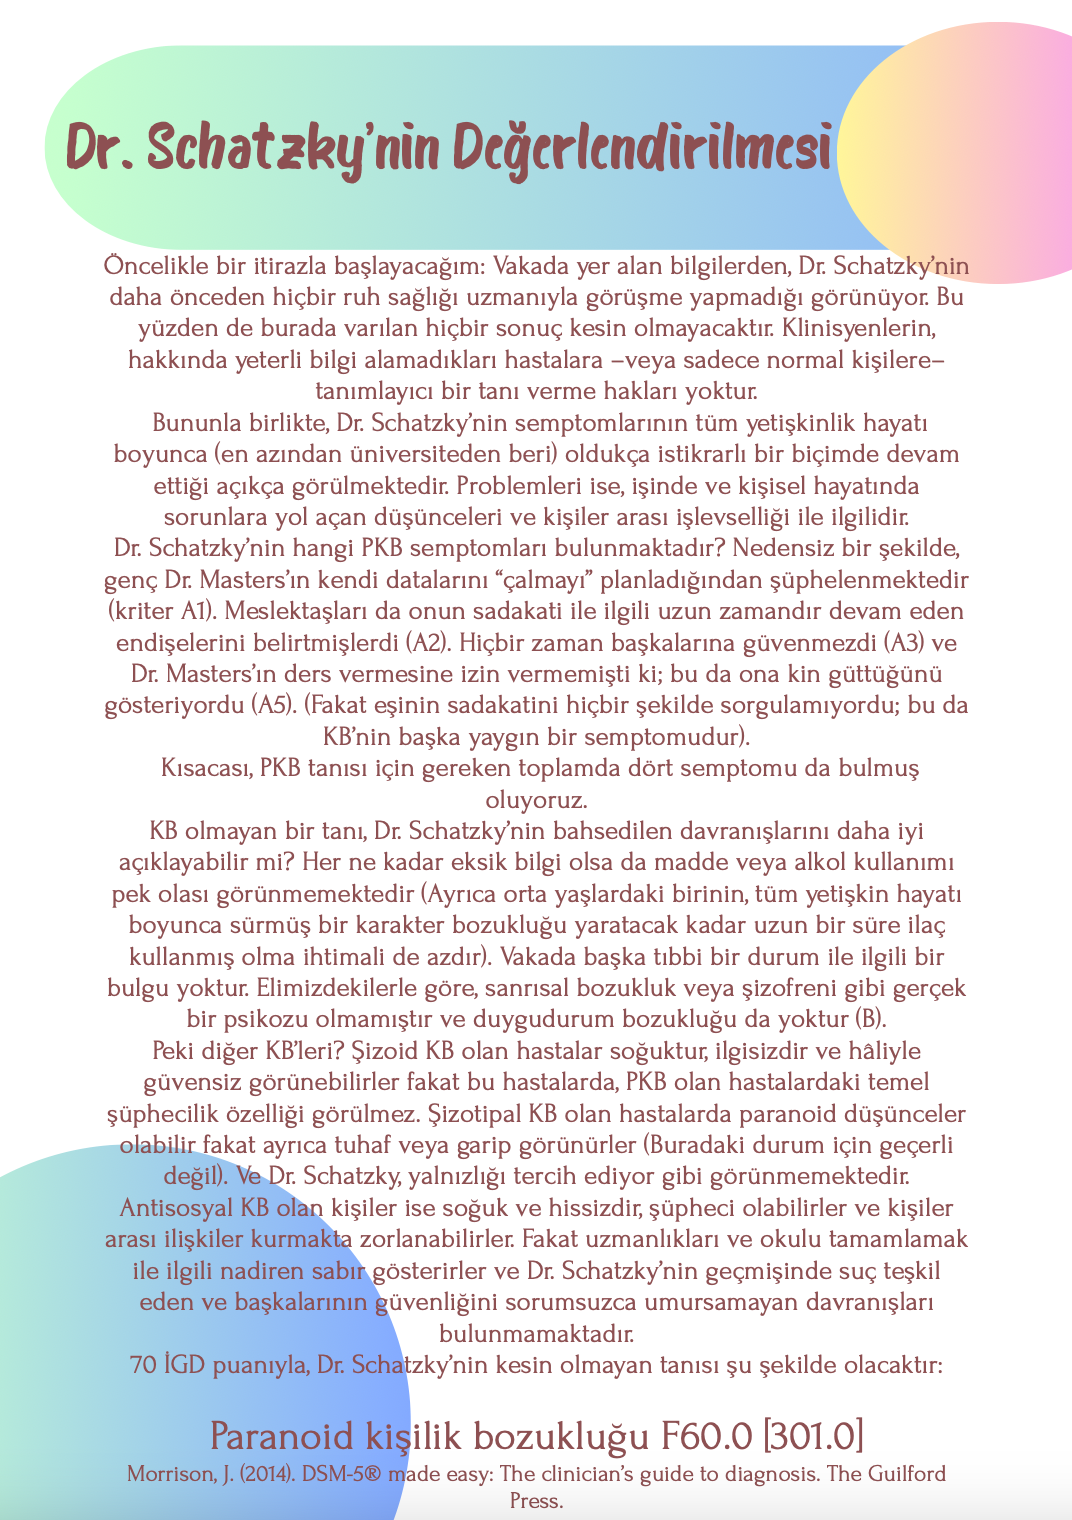 Dr. Schatzky’nin Değerlendirilmesi
Öncelikle bir itirazla başlayacağım: Vakada yer alan bilgilerden, Dr. Schatzky’nin
daha önceden hiçbir ruh sağlığı uzmanıyla görüşme yapmadığı görünüyor. Bu
yüzden de burada varılan hiçbir sonuç kesin olmayacaktır. Klinisyenlerin,
hakkında yeterli bilgi alamadıkları hastalara –veya sadece normal kişilere–
tanımlayıcı bir tanı verme hakları yoktur.
Bununla birlikte, Dr. Schatzky’nin semptomlarının tüm yetişkinlik hayatı
boyunca (en azından üniversiteden beri) oldukça istikrarlı bir biçimde devam
ettiği açıkça görülmektedir. Problemleri ise, işinde ve kişisel hayatında
sorunlara yol açan düşünceleri ve kişiler arası işlevselliği ile ilgilidir.
Dr. Schatzky’nin hangi PKB semptomları bulunmaktadır? Nedensiz bir şekilde,
genç Dr. Masters’ın kendi datalarını “çalmayı” planladığından şüphelenmektedir
(kriter A1). Meslektaşları da onun sadakati ile ilgili uzun zamandır devam eden
endişelerini belirtmişlerdi (A2). Hiçbir zaman başkalarına güvenmezdi (A3) ve
Dr. Masters’ın ders vermesine izin vermemişti ki; bu da ona kin güttüğünü
gösteriyordu (A5). (Fakat eşinin sadakatini hiçbir şekilde sorgulamıyordu; bu da
KB’nin başka yaygın bir semptomudur).
Kısacası, PKB tanısı için gereken toplamda dört semptomu da bulmuş
oluyoruz.
KB olmayan bir tanı, Dr. Schatzky’nin bahsedilen davranışlarını daha iyi
açıklayabilir mi? Her ne kadar eksik bilgi olsa da madde veya alkol kullanımı
pek olası görünmemektedir (Ayrıca orta yaşlardaki birinin, tüm yetişkin hayatı
boyunca sürmüş bir karakter bozukluğu yaratacak kadar uzun bir süre ilaç
kullanmış olma ihtimali de azdır). Vakada başka tıbbi bir durum ile ilgili bir
bulgu yoktur. Elimizdekilerle göre, sanrısal bozukluk veya şizofreni gibi gerçek
bir psikozu olmamıştır ve duygudurum bozukluğu da yoktur (B).
Peki diğer KB’leri? Şizoid KB olan hastalar soğuktur, ilgisizdir ve hâliyle
güvensiz görünebilirler fakat bu hastalarda, PKB olan hastalardaki temel
şüphecilik özelliği görülmez. Şizotipal KB olan hastalarda paranoid düşünceler
olabilir fakat ayrıca tuhaf veya garip görünürler (Buradaki durum için geçerli
değil). Ve Dr. Schatzky, yalnızlığı tercih ediyor gibi görünmemektedir.
Antisosyal KB olan kişiler ise soğuk ve hissizdir, şüpheci olabilirler ve kişiler
arası ilişkiler kurmakta zorlanabilirler. Fakat uzmanlıkları ve okulu tamamlamak
ile ilgili nadiren sabır gösterirler ve Dr. Schatzky’nin geçmişinde suç teşkil
eden ve başkalarının güvenliğini sorumsuzca umursamayan davranışları
bulunmamaktadır.
70 İGD puanıyla, Dr. Schatzky’nin kesin olmayan tanısı şu şekilde olacaktır:
Paranoid kişilik bozukluğu F60.0 [301.0]
Morrison, J. (2014). DSM-5® made easy: The clinician’s guide to diagnosis. The Guilford
Press.